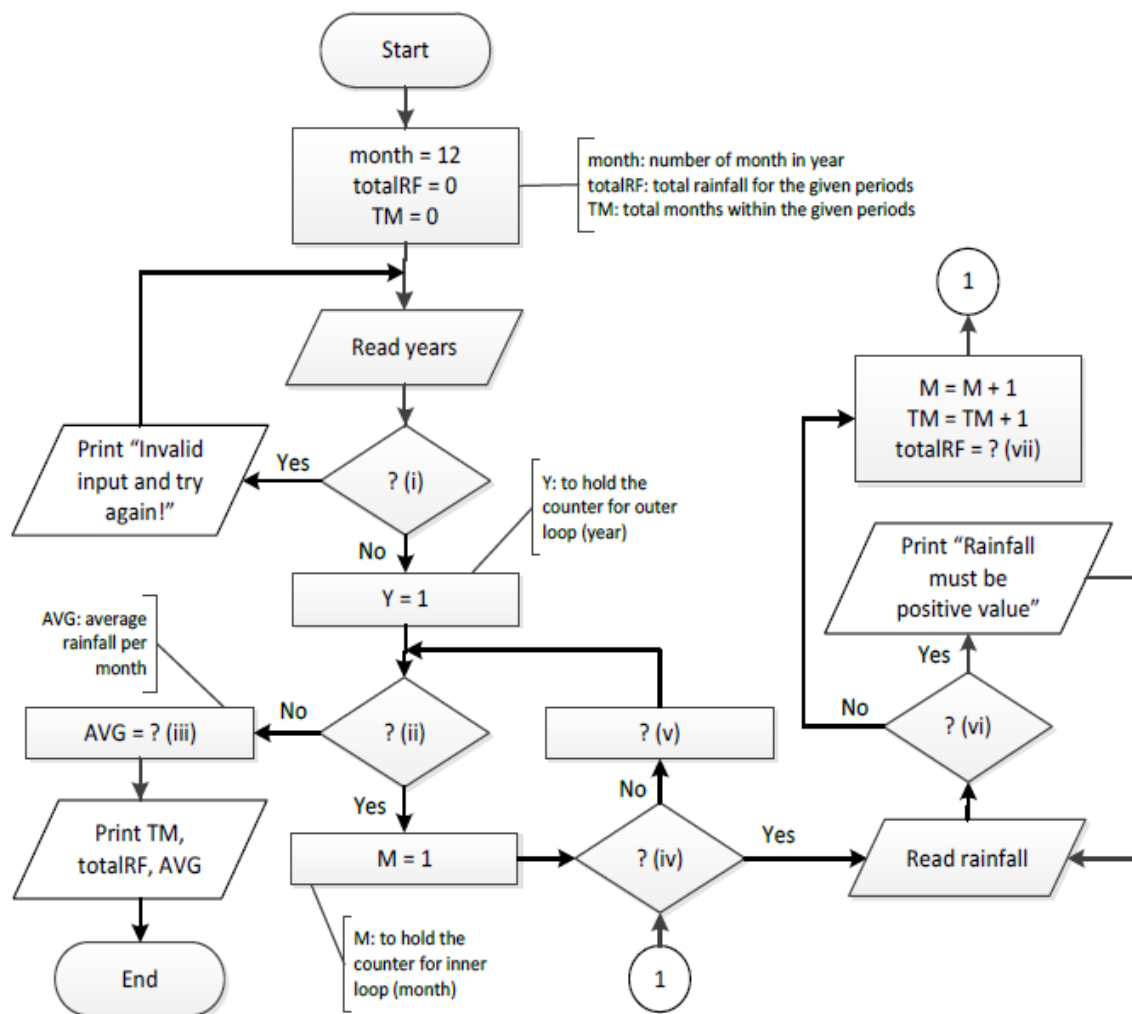 Start
month = 12
totalRF = 0
TM = 0
month: number of month in year
totalRF: total rainfall for the given periods
TM: total months within the given periods
Read years
? (i)
Yes
Print “Invalid
input and try
again!”
No
Y: to hold the
counter for outer
loop (year)
Y = 1
? (ii)
No
AVG: average
rainfall per
month
AVG = ? (iii)
Print TM,
totalRF, AVG
End
Yes
M = 1
M: to hold the
counter for inner
loop (month)
? (iv)
1
No
? (v)
Yes
Read rainfall
? (vi)
Yes
Print “Rainfall
must be
positive value”
No
M = M + 1
TM = TM + 1
totalRF = ? (vii)
1